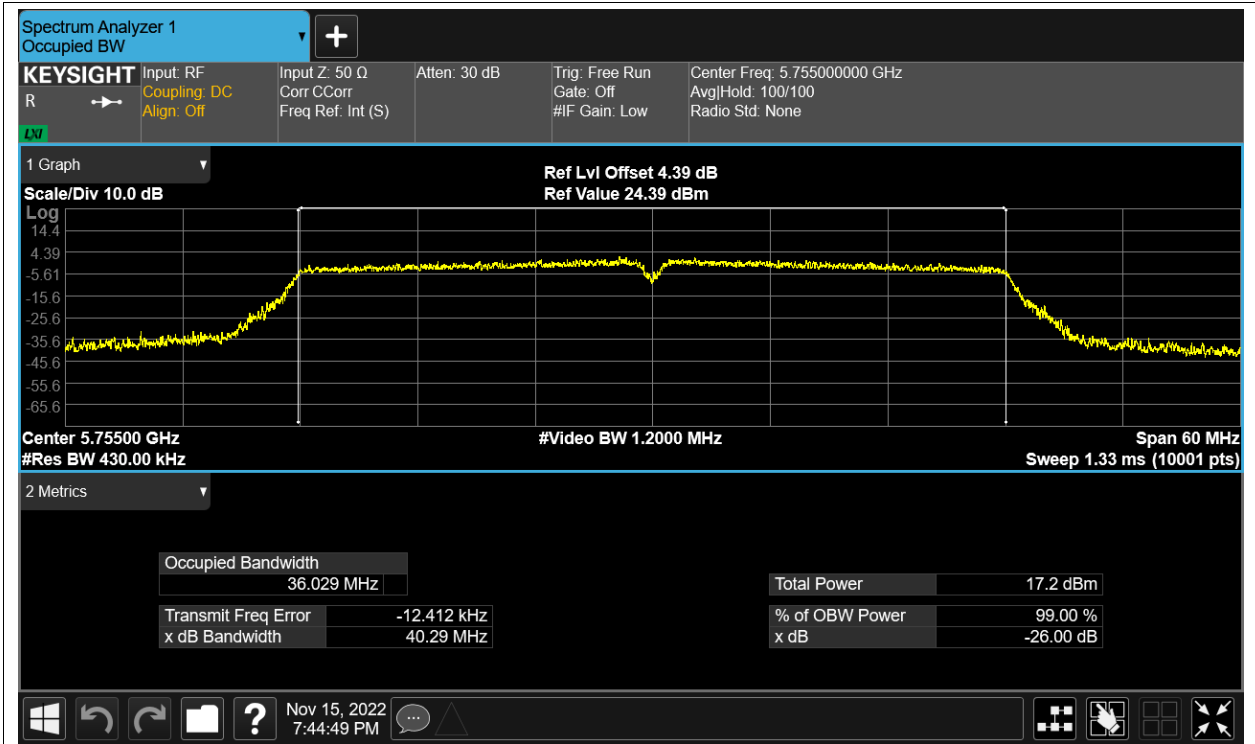 Spectrum Analyzer 1
Occupied BW
KEYSIGHT
R
LXI
Input: RF
Coupling: DC
Align: Off
Input Z: 50 Ω
Corr CCorr
Freq Ref: Int (S)
Atten: 30 dB
Trig: Free Run
Gate: Off
#IF Gain: Low
Center Freq: 5.755000000 GHz
Avg|Hold: 100/100
Radio Std: None
1 Graph
Scale/Div 10.0 dB
Ref Lvl Offset 4.39 dB
Ref Value 24.39 dBm
Log
14.4
4.39
-5.61
-15.6
-25.6
-35.6
-45.6
-55.6
-65.6
Center 5.75500 GHz
#Video BW 1.2000 MHz
Span 60 MHz
#Res BW 430.00 kHz
Sweep 1.33 ms (10001 pts)
2 Metrics
Occupied Bandwidth
36.029 MHz
Transmit Freq Error -12.412 kHz
x dB Bandwidth 40.29 MHz
Total Power 17.2 dBm
% of OBW Power 99.00 %
x dB -26.00 dB
?
Nov 15, 2022
7:44:49 PM